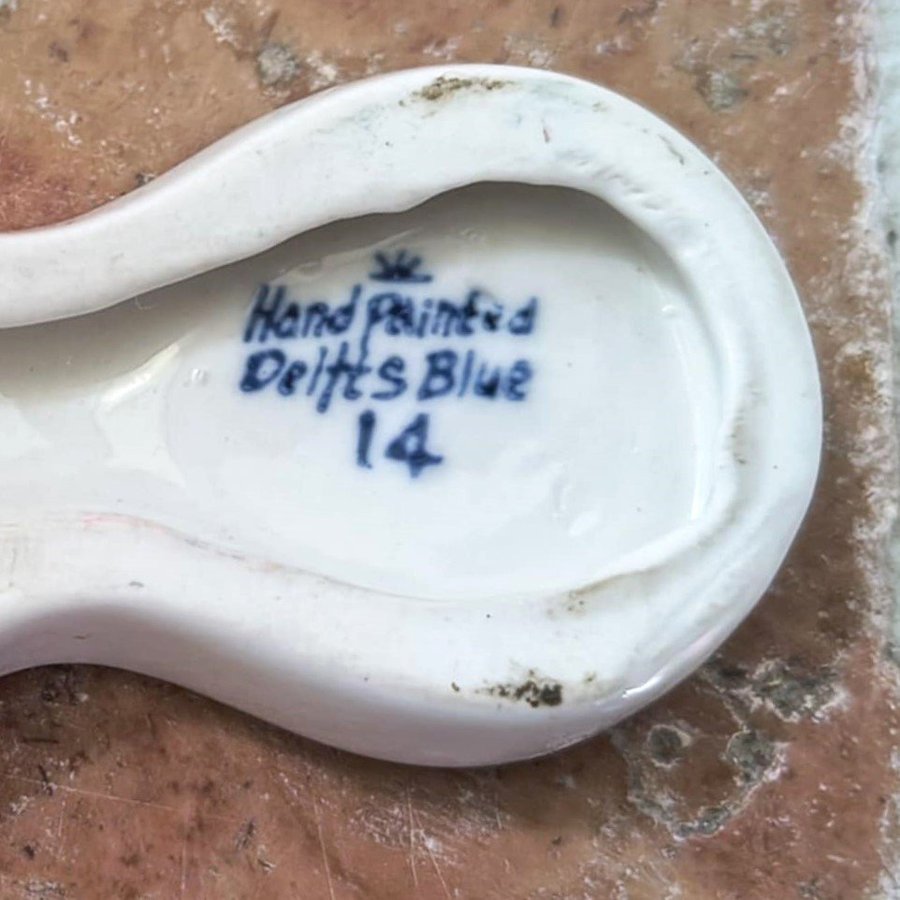 Hand Painted
Delfts Blue
14